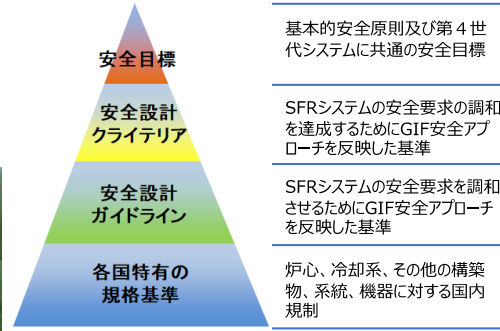 安全目標
基本的安全原則及び第４世
代システムに共通の安全目標
安全設計
クライテリア
SFRシステムの安全要求の調和
を達成するためにGIF安全アプ
ローチを反映した基準
安全設計
ガイドライン
SFRシステムの安全要求を調和
させるためにGIF安全アプローチ
を反映した基準
各国特有の
規格基準
炉心、冷却系、その他の構築
物、系統、機器に対する国内
規制